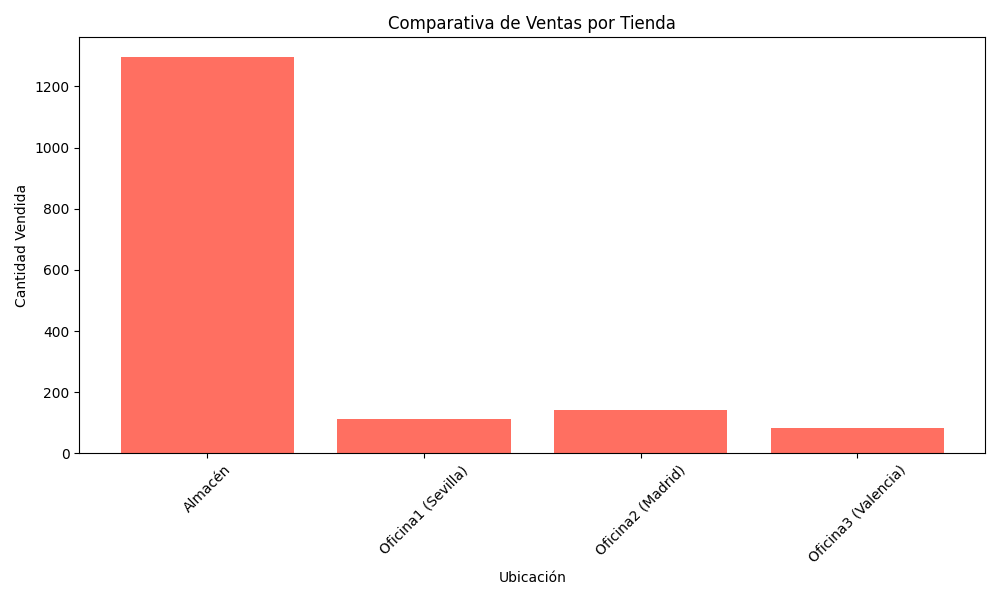 Comparativa de Ventas por Tienda
Cantidad Vendida
1200
1000
800
600
400
200
0
Almacén
Oficina1 (Sevilla)
Oficina2 (Madrid)
Oficina3 (Valencia)
Ubicación